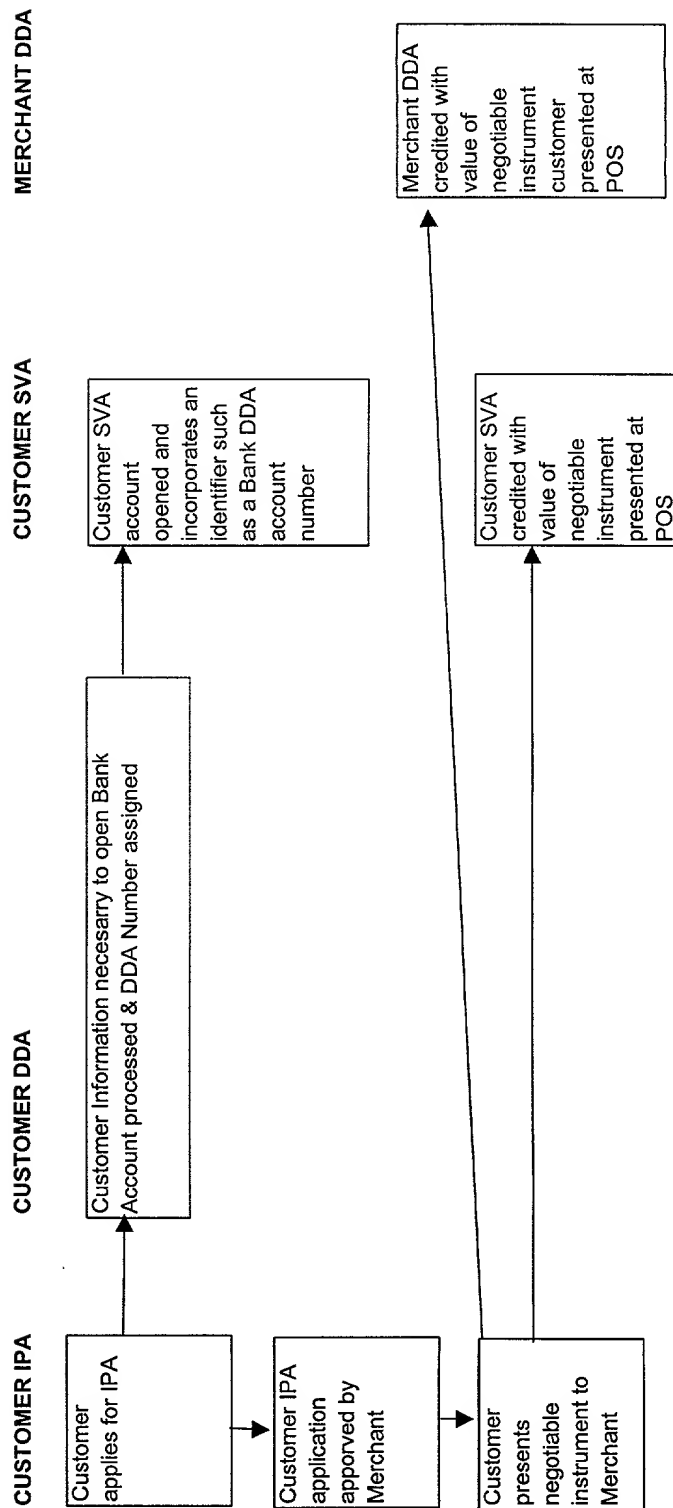 CUSTOMER IPA
CUSTOMER DDA
CUSTOMER SVA
MERCHANT DDA
Customer
applies for IPA
Customer Information necesarry to open Bank
Account processed & DDA Number assigned
Customer SVA
account
opened and
incorporates an
identifier such
as a Bank DDA
account
number
Customer IPA
application
apporved by
Merchant
Customer
presents
negotiable
instrument to
Merchant
Customer SVA
credited with
value of
negotiable
instrument
presented at
POS
Merchant DDA
credited with
value of
negotiable
instrument
customer
presented at
POS